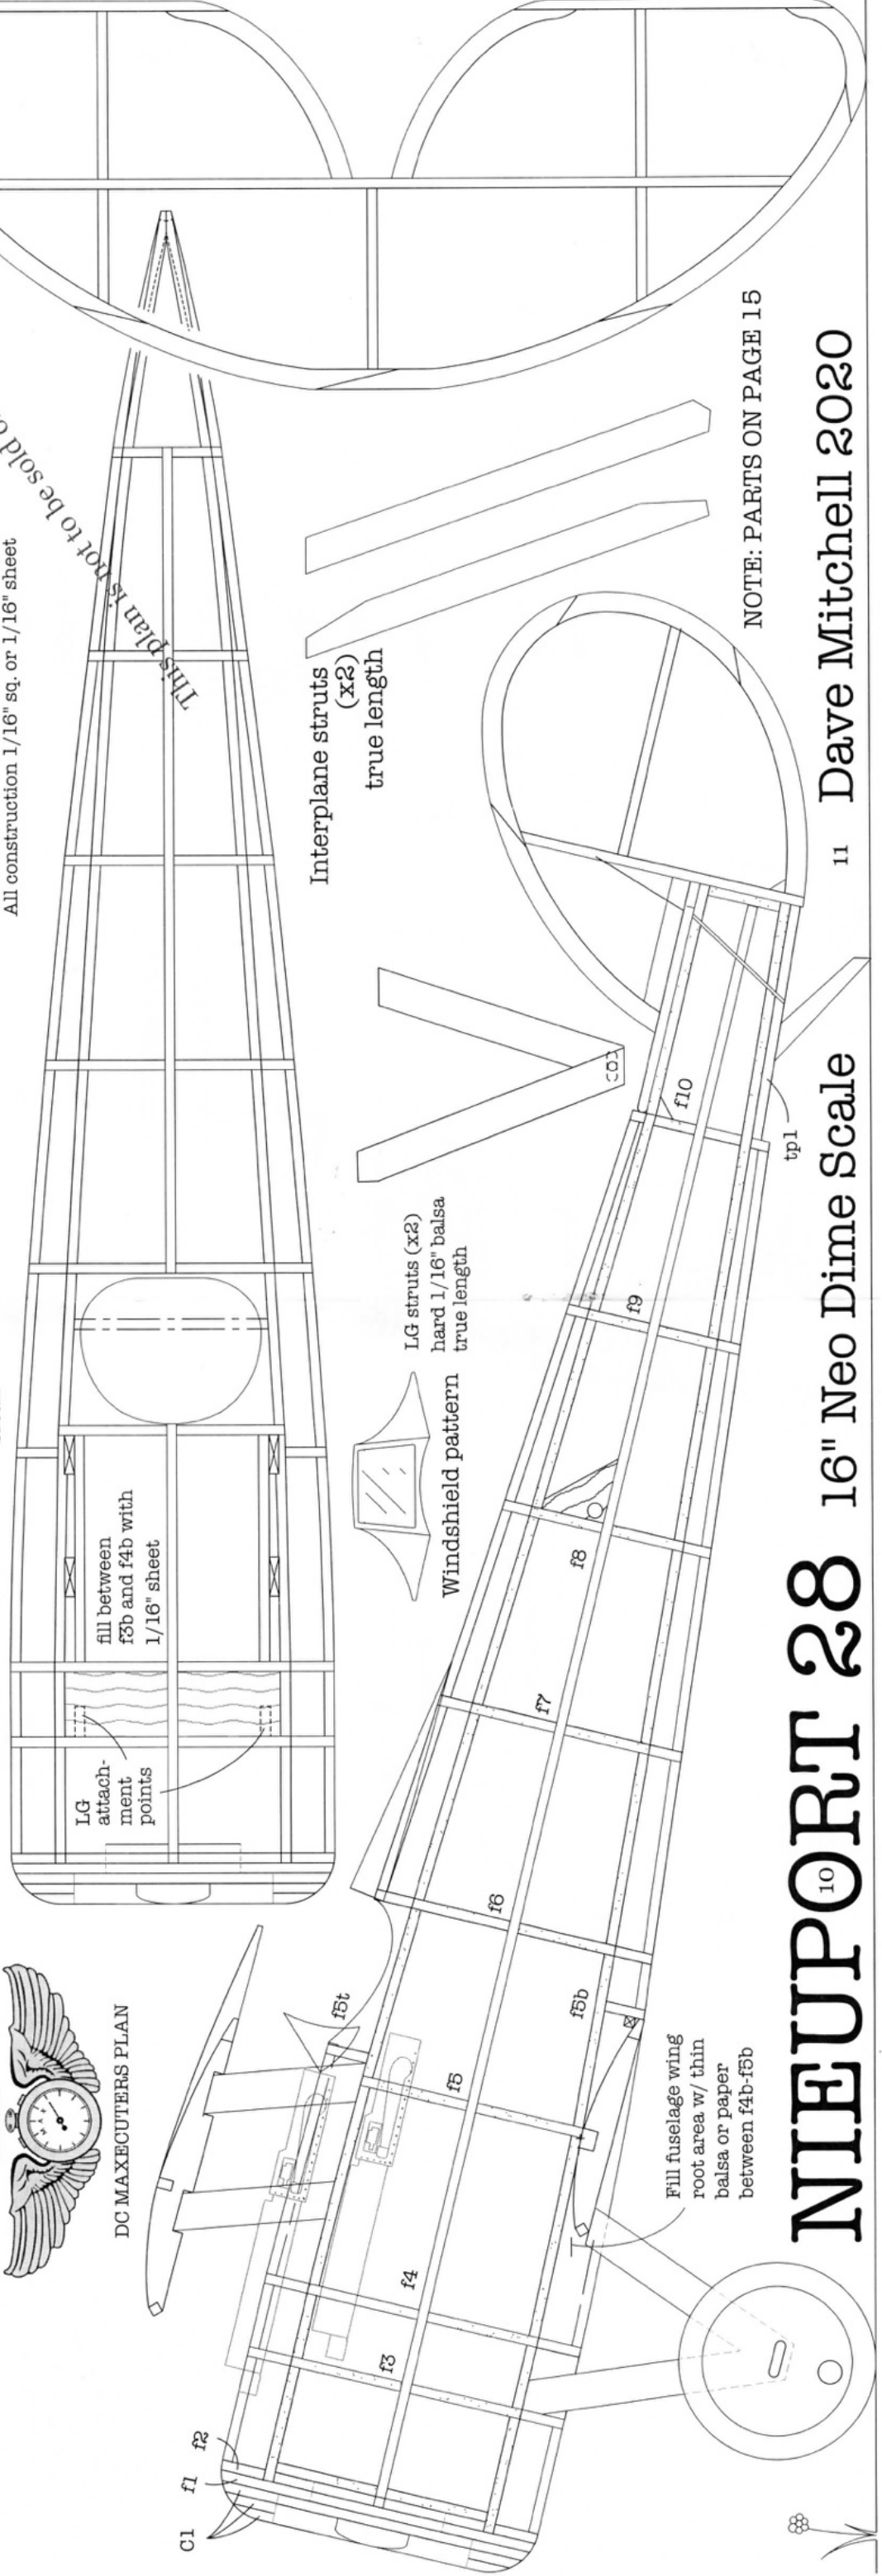 All construction 1/16" sq. or 1/16" sheet
This plan is not to be sold
DC MAXECUTERS PLAN
LG
attach-
ment
points
fill between
f3b and f4b with
1/16" sheet
Windshield pattern
LG struts (x2)
hard 1/16" balsa
true length
Interplane struts
(x2)
true length
C1
f1
f2
f3
f4
f5
f5t
f5b
f6
f7
f8
f9
f10
tp1
Fill fuselage wing
root area w/ thin
balsa or paper
between f4b-f5b
NOTE: PARTS ON PAGE 15
NIEUPORT 28 16" Neo Dime Scale
Dave Mitchell 2020
10
11